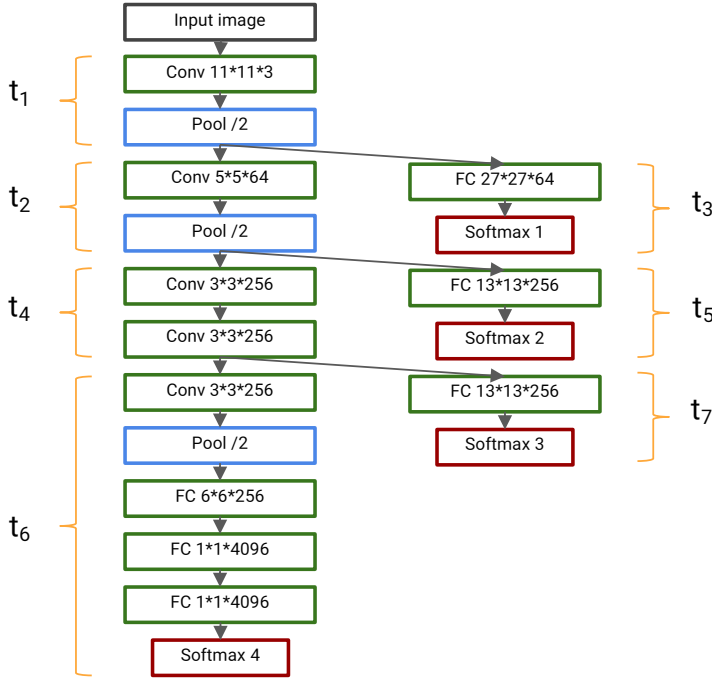 Input image
t₁
Conv 11*11*3
Pool /2
t₂
Conv 5*5*64
Pool /2
FC 27*27*64
Softmax 1
t₃
t₄
Conv 3*3*256
Conv 3*3*256
FC 13*13*256
Softmax 2
t₅
t₆
Conv 3*3*256
Pool /2
FC 6*6*256
FC 1*1*4096
FC 1*1*4096
Softmax 4
FC 13*13*256
Softmax 3
t₇